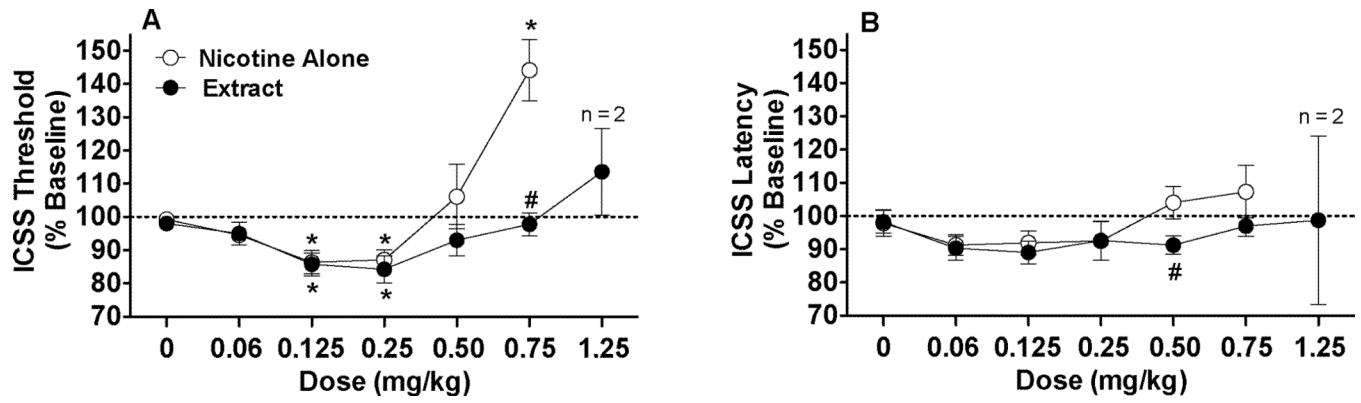 A
ICSS Threshold
(% Baseline)
150
140
130
120
110
100
90
80
70
Nicotine Alone
Extract
*
n = 2
#
* *
* *
0 0.06 0.125 0.25 0.50 0.75 1.25
Dose (mg/kg)
B
ICSS Latency
(% Baseline)
150
140
130
120
110
100
90
80
70
n = 2
#
0 0.06 0.125 0.25 0.50 0.75 1.25
Dose (mg/kg)